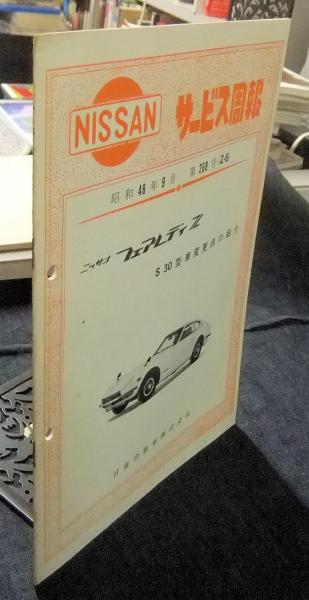 NISSAN
サービス周報
昭和48年9月 第268号(Z-6)
ニッサン フェアレディZ
S30型車変更点の紹介
日産自動車株式会社